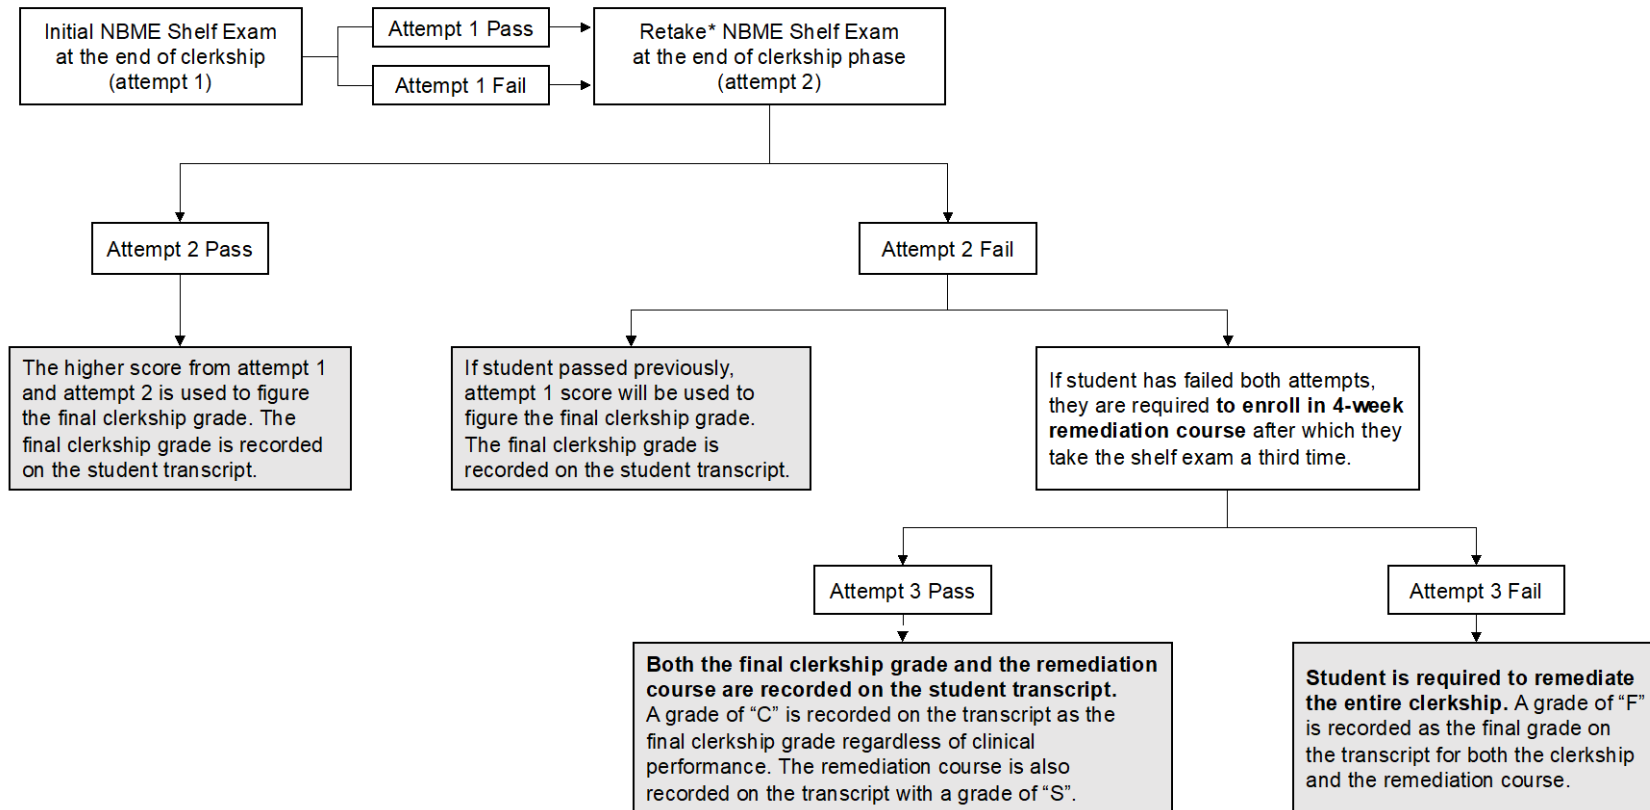 Initial NBME Shelf Exam
at the end of clerkship
(attempt 1)
Attempt 1 Pass
Attempt 1 Fail
Retake* NBME Shelf Exam
at the end of clerkship phase
(attempt 2)
Attempt 2 Pass
Attempt 2 Fail
The higher score from attempt 1
and attempt 2 is used to figure
the final clerkship grade. The
final clerkship grade is recorded
on the student transcript.
If student passed previously,
attempt 1 score will be used to
figure the final clerkship grade.
The final clerkship grade is
recorded on the student transcript.
If student has failed both attempts,
they are required to enroll in 4-week
remediation course after which they
take the shelf exam a third time.
Attempt 3 Pass
Attempt 3 Fail
Both the final clerkship grade and the remediation
course are recorded on the student transcript.
A grade of “C” is recorded on the transcript as the
final clerkship grade regardless of clinical
performance. The remediation course is also
recorded on the transcript with a grade of “S”.
Student is required to remediate
the entire clerkship. A grade of “F”
is recorded as the final grade on
the transcript for both the clerkship
and the remediation course.